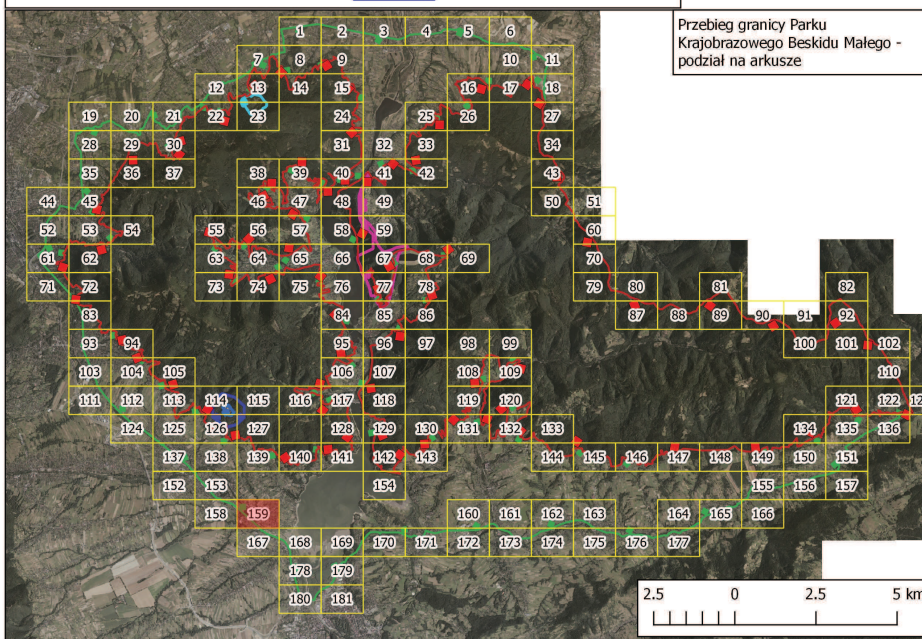 Przebieg granicy Parku
Krajobrazowego Beskidu Małego -
podział na arkusze
1 2 3 4 5 6
7 8 9 10 11
12 13 14 15 16 17 18
19 20 21 22 23 24 25 26 27
28 29 30 31 32 33 34
35 36 37 38 39 40 41 42 43
44 45 46 47 48 49 50 51
52 53 54 55 56 57 58 59 60
61 62 63 64 65 66 67 68 69 70
71 72 73 74 75 76 77 78 79 80 81 82
83 84 85 86 87 88 89 90 91 92
93 94 95 96 97 98 99 100 101 102
103 104 105 106 107 108 109 110
111 112 113 114 115 116 117 118 119 120 121 122
124 125 126 127 128 129 130 131 132 133 134 135 136
137 138 139 140 141 142 143 144 145 146 147 148 149 150 151
152 153 154 155 156 157
158 159 160 161 162 163 164 165 166
167 168 169 170 171 172 173 174 175 176 177
178 179
180 181
2.5 0 2.5 5 km